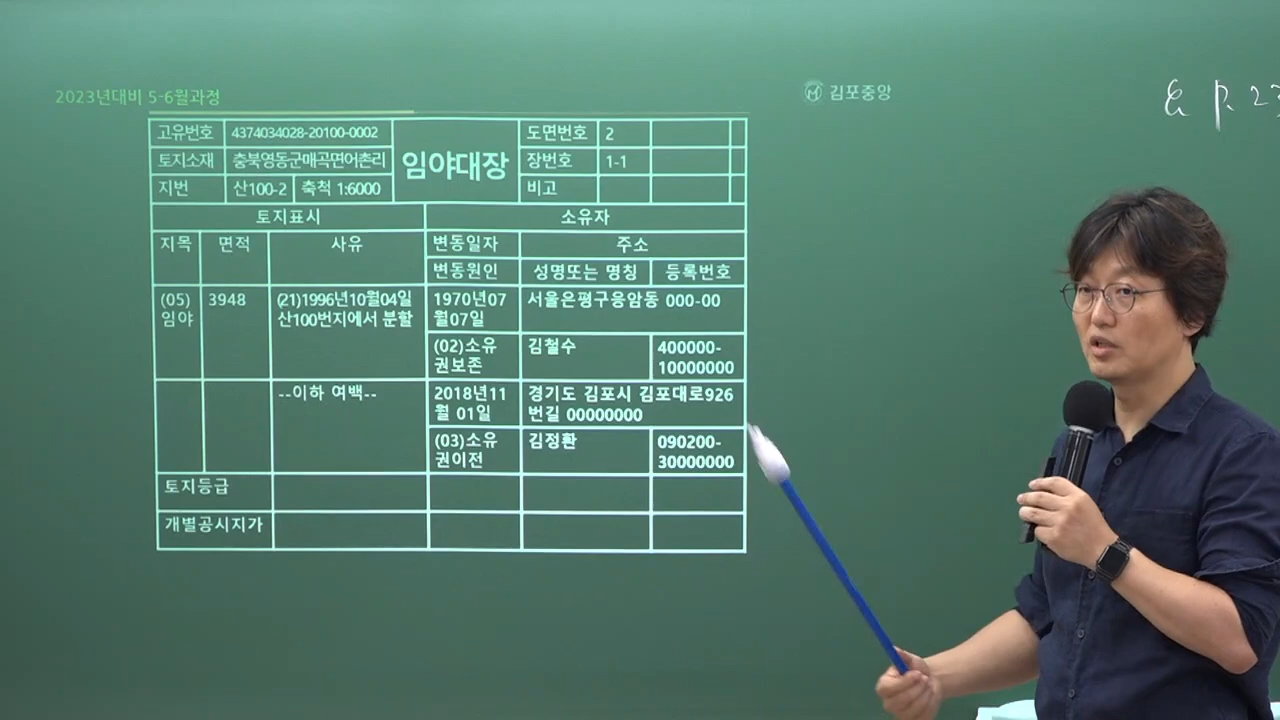 2023년대비 5-6월과정
김포중앙
& P. 23
고유번호 4374034028-20100-0002 임야대장 도면번호 2
토지소재 충북영동군매곡면어촌리 장번호 1-1
지번 산100-2 축척 1:6000 비고
토지표시 소유자
지목 면적 사유 변동일자 주소
변동원인 성명또는 명칭 등록번호
(05) 3948 (21)1996년10월04일 1970년07 서울은평구응암동 000-00
임야 산100번지에서 분할 월07일
(02)소유 김철수 400000-
권보존 10000000
--이하 여백-- 2018년11 경기도 김포시 김포대로926
월 01일 번길 00000000
(03)소유 김정환 090200-
권이전 30000000
토지등급
개별공시지가